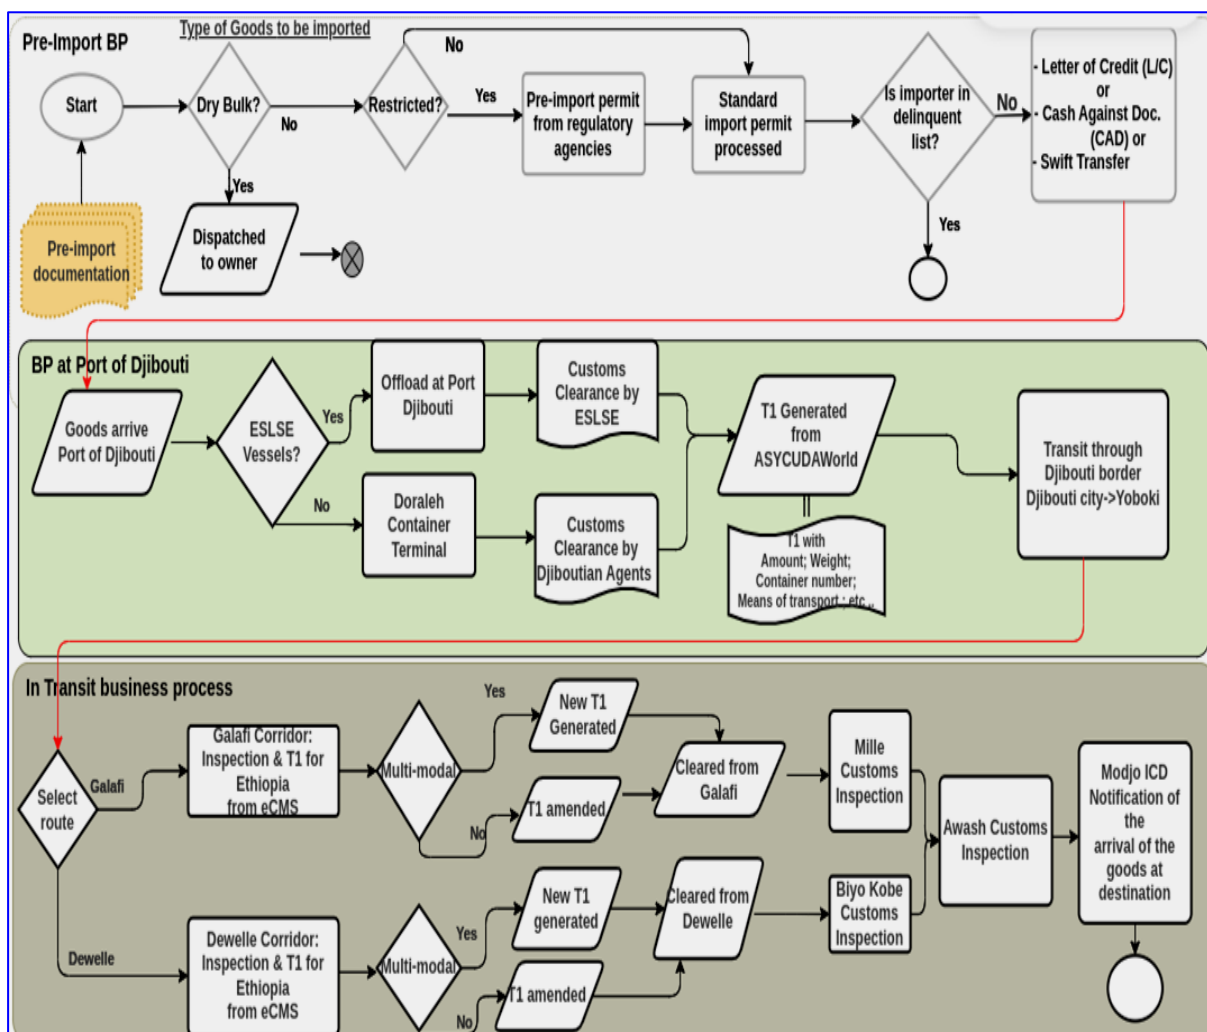 Pre-Import BP
Type of Goods to be imported
Start
Dry Bulk?
No
Yes
Restricted?
No
Yes
Pre-import permit
from regulatory
agencies
Standard
import permit
processed
Is importer in
delinquent
list?
No
Yes
- Letter of Credit (L/C)
or
- Cash Against Doc.
(CAD) or
- Swift Transfer
Pre-import
documentation
Dispatched
to owner
BP at Port of Djibouti
Goods arrive
Port of Djibouti
ESLSE
Vessels?
Yes
No
Offload at Port
Djibouti
Customs
Clearance by
ESLSE
Doraleh
Container
Terminal
Customs
Clearance by
Djiboutian Agents
T1 Generated
from
ASYCUDAWorld
T1 with
Amount; Weight;
Container number;
Means of transport ; etc ..
Transit through
Djibouti border
Djibouti city->Yoboki
In Transit business process
Select
route
Galafi
Dewelle
Galafi Corridor:
Inspection & T1 for
Ethiopia
from eCMS
Multi-modal
Yes
No
New T1
Generated
T1 amended
Cleared from
Galafi
Mille
Customs
Inspection
Dewelle Corridor:
Inspection & T1 for
Ethiopia
from eCMS
Multi-modal
Yes
No
New T1
generated
T1 amended
Cleared from
Dewelle
Biyo Kobe
Customs
Inspection
Awash Customs
Inspection
Modjo ICD
Notification of
the
arrival of the
goods at
destination